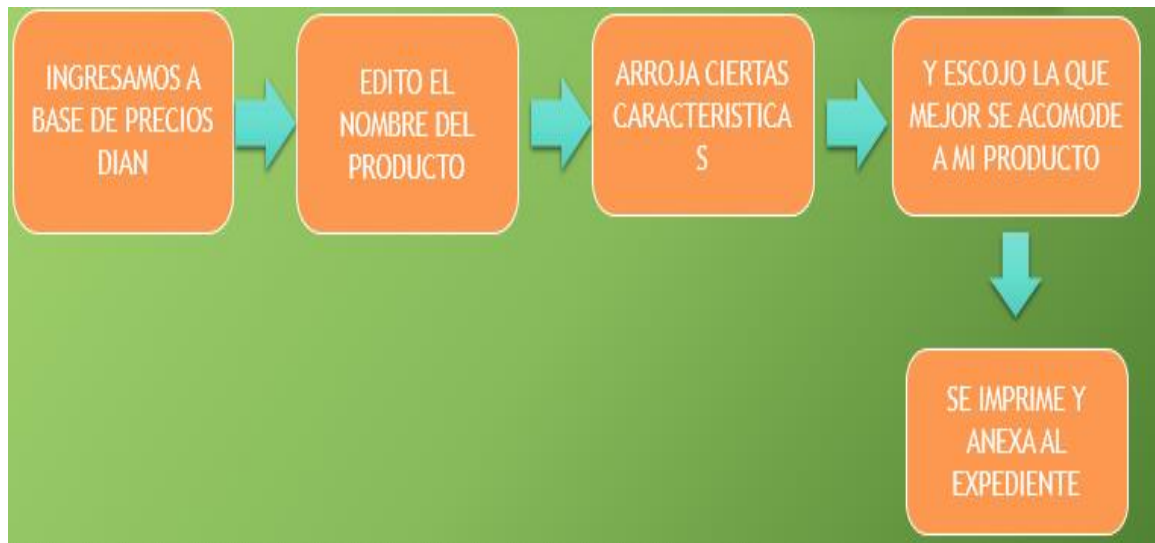 INGRESAMOS A
BASE DE PRECIOS
DIAN
EDITO EL
NOMBRE DEL
PRODUCTO
ARROJA CIERTAS
CARACTERISTICA
S
Y ESCOJO LA QUE
MEJOR SE ACOMODE
A MI PRODUCTO
SE IMPRIME Y
ANEXA AL
EXPEDIENTE